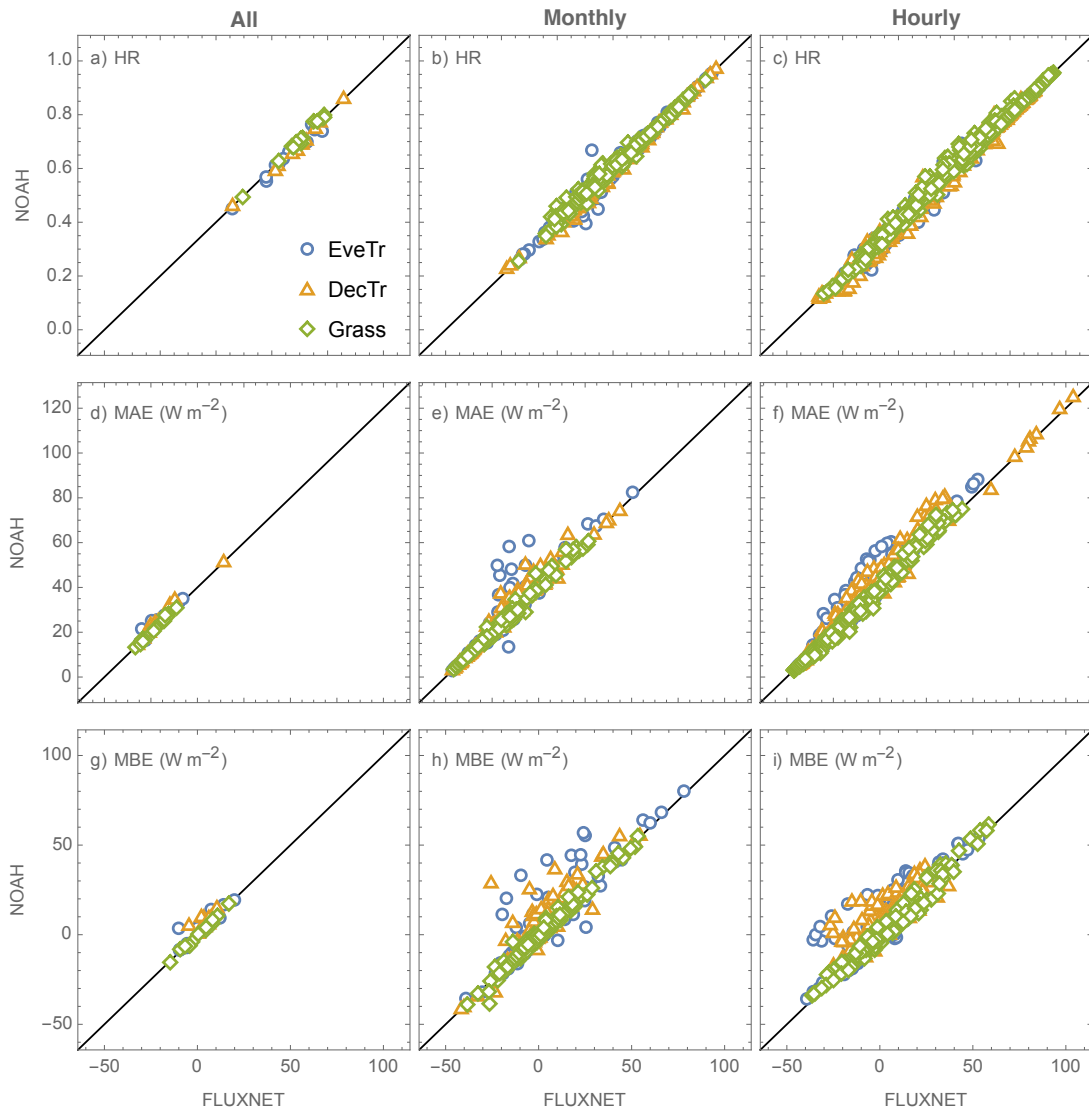 All Monthly Hourly
a) HR b) HR c) HR
1.0
0.8
0.6
0.4
0.2
0.0
NOAH
EveTr
DecTr
Grass
d) MAE (W m−2) e) MAE (W m−2) f) MAE (W m−2)
120
100
80
60
40
20
0
NOAH
g) MBE (W m−2) h) MBE (W m−2) i) MBE (W m−2)
100
50
0
−50
NOAH
−50 0 50 100 −50 0 50 100 −50 0 50 100
FLUXNET FLUXNET FLUXNET